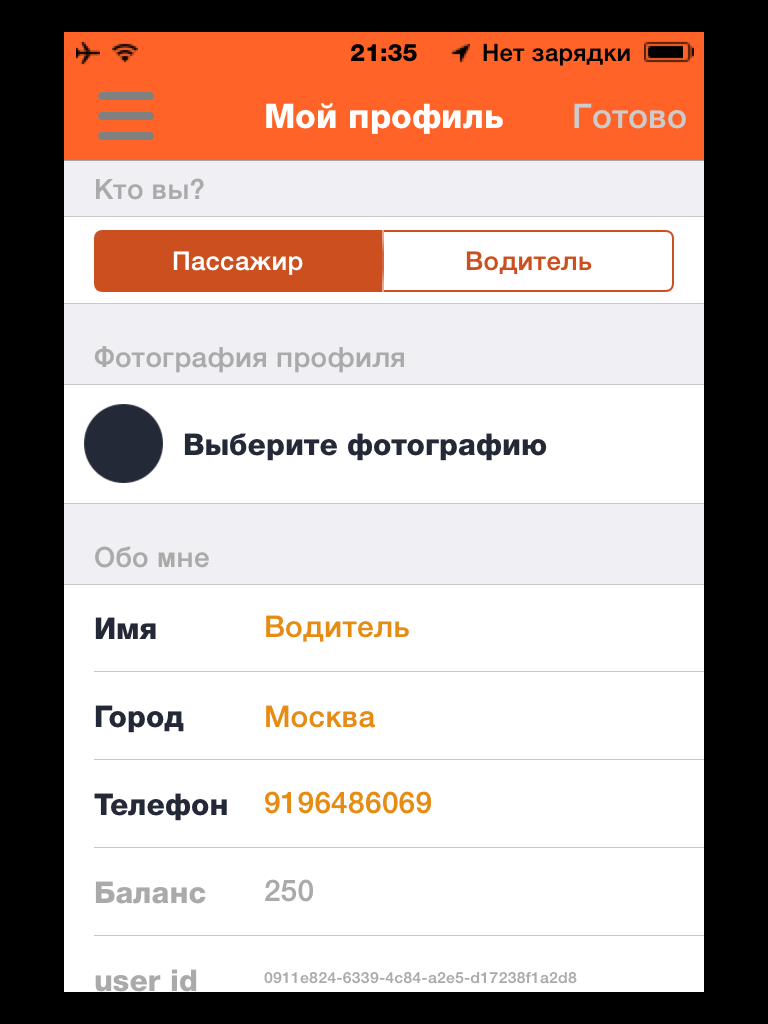 21:35 Нет зарядки
Мой профиль Готово
Кто вы?
Пассажир Водитель
Фотография профиля
Выберите фотографию
Обо мне
Имя Водитель
Город Москва
Телефон 9196486069
Баланс 250
user id 0911e824-6339-4c84-a2e5-d17238f1a2d8